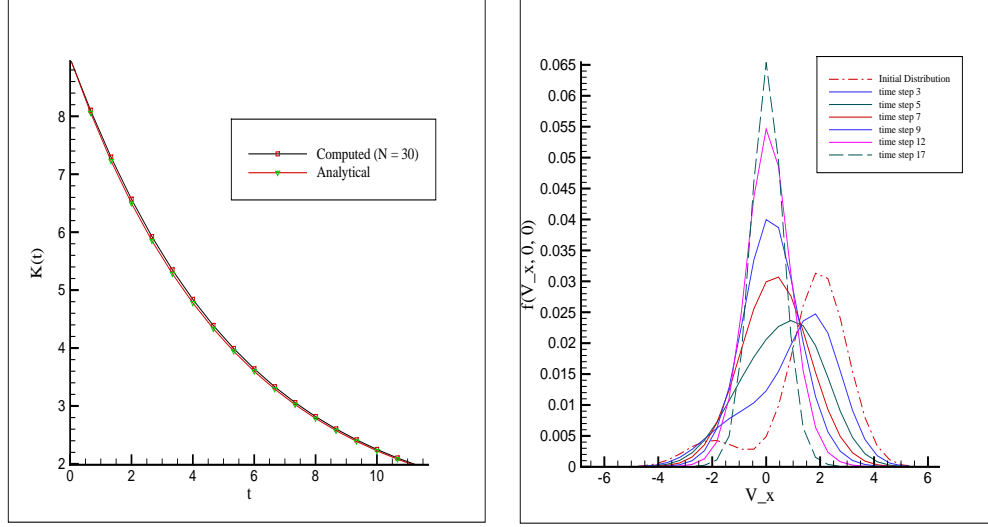 8
7
6
5
4
3
2
0
2
4
6
8
10
K(t)
t
Computed (N = 30)
Analytical
0.065
0.06
0.055
0.05
0.045
0.04
0.035
0.03
0.025
0.02
0.015
0.01
0.005
0
-6
-4
-2
0
2
4
6
f(V_x, 0, 0)
V_x
Initial Distribution
time step 3
time step 5
time step 7
time step 9
time step 12
time step 17